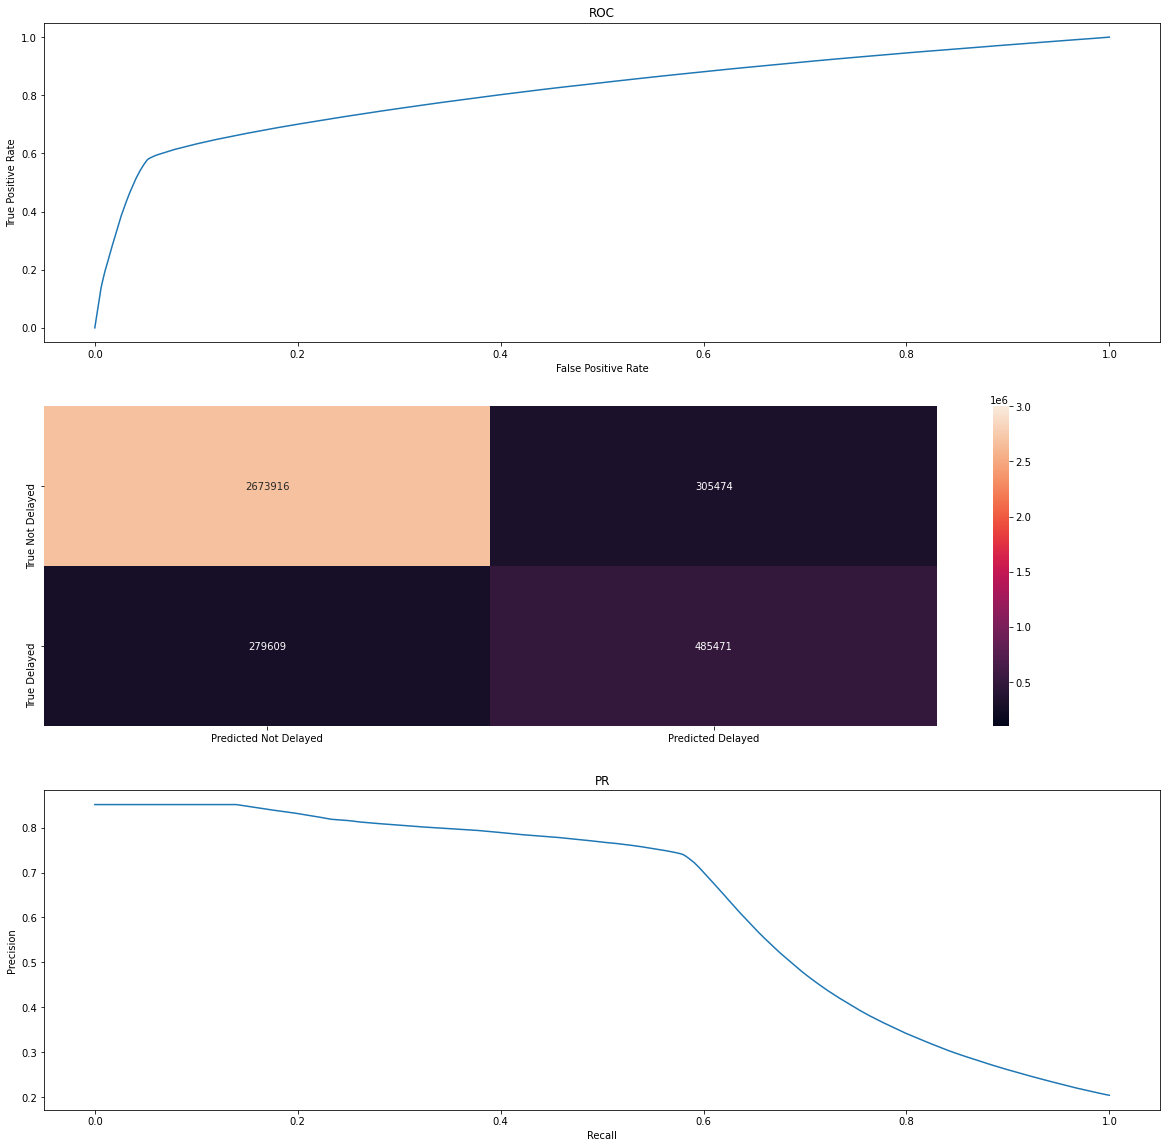 ROC
1.0
0.8
0.6
0.4
0.2
0.0
True Positive Rate
0.0 0.2 0.4 0.6 0.8 1.0
False Positive Rate
True Not Delayed
True Delayed
2673916 305474
279609 485471
Predicted Not Delayed Predicted Delayed
1e6
3.0
2.5
2.0
1.5
1.0
0.5
PR
0.8
0.7
0.6
0.5
0.4
0.3
0.2
Precision
0.0 0.2 0.4 0.6 0.8 1.0
Recall